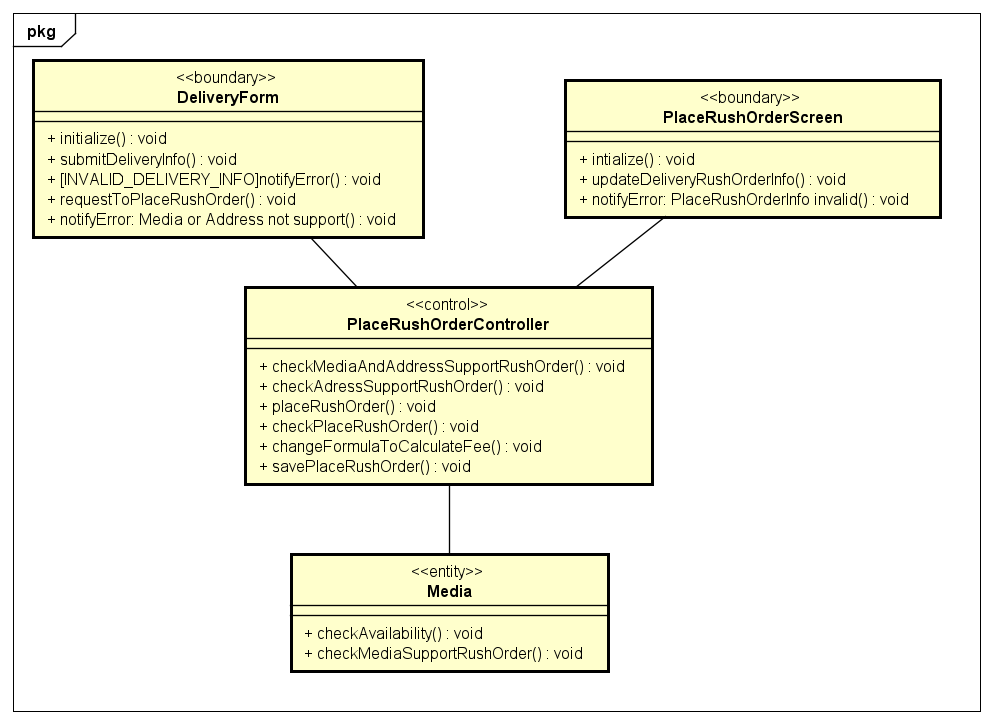 pkg
<<boundary>>
DeliveryForm
+ initialize() : void
+ submitDeliveryInfo() : void
+ [INVALID_DELIVERY_INFO]notifyError() : void
+ requestToPlaceRushOrder() : void
+ notifyError: Media or Address not support() : void
<<boundary>>
PlaceRushOrderScreen
+ intialize() : void
+ updateDeliveryRushOrderInfo() : void
+ notifyError: PlaceRushOrderInfo invalid() : void
<<control>>
PlaceRushOrderController
+ checkMediaAndAddressSupportRushOrder() : void
+ checkAdressSupportRushOrder() : void
+ placeRushOrder() : void
+ checkPlaceRushOrder() : void
+ changeFormulaToCalculateFee() : void
+ savePlaceRushOrder() : void
<<entity>>
Media
+ checkAvailability() : void
+ checkMediaSupportRushOrder() : void